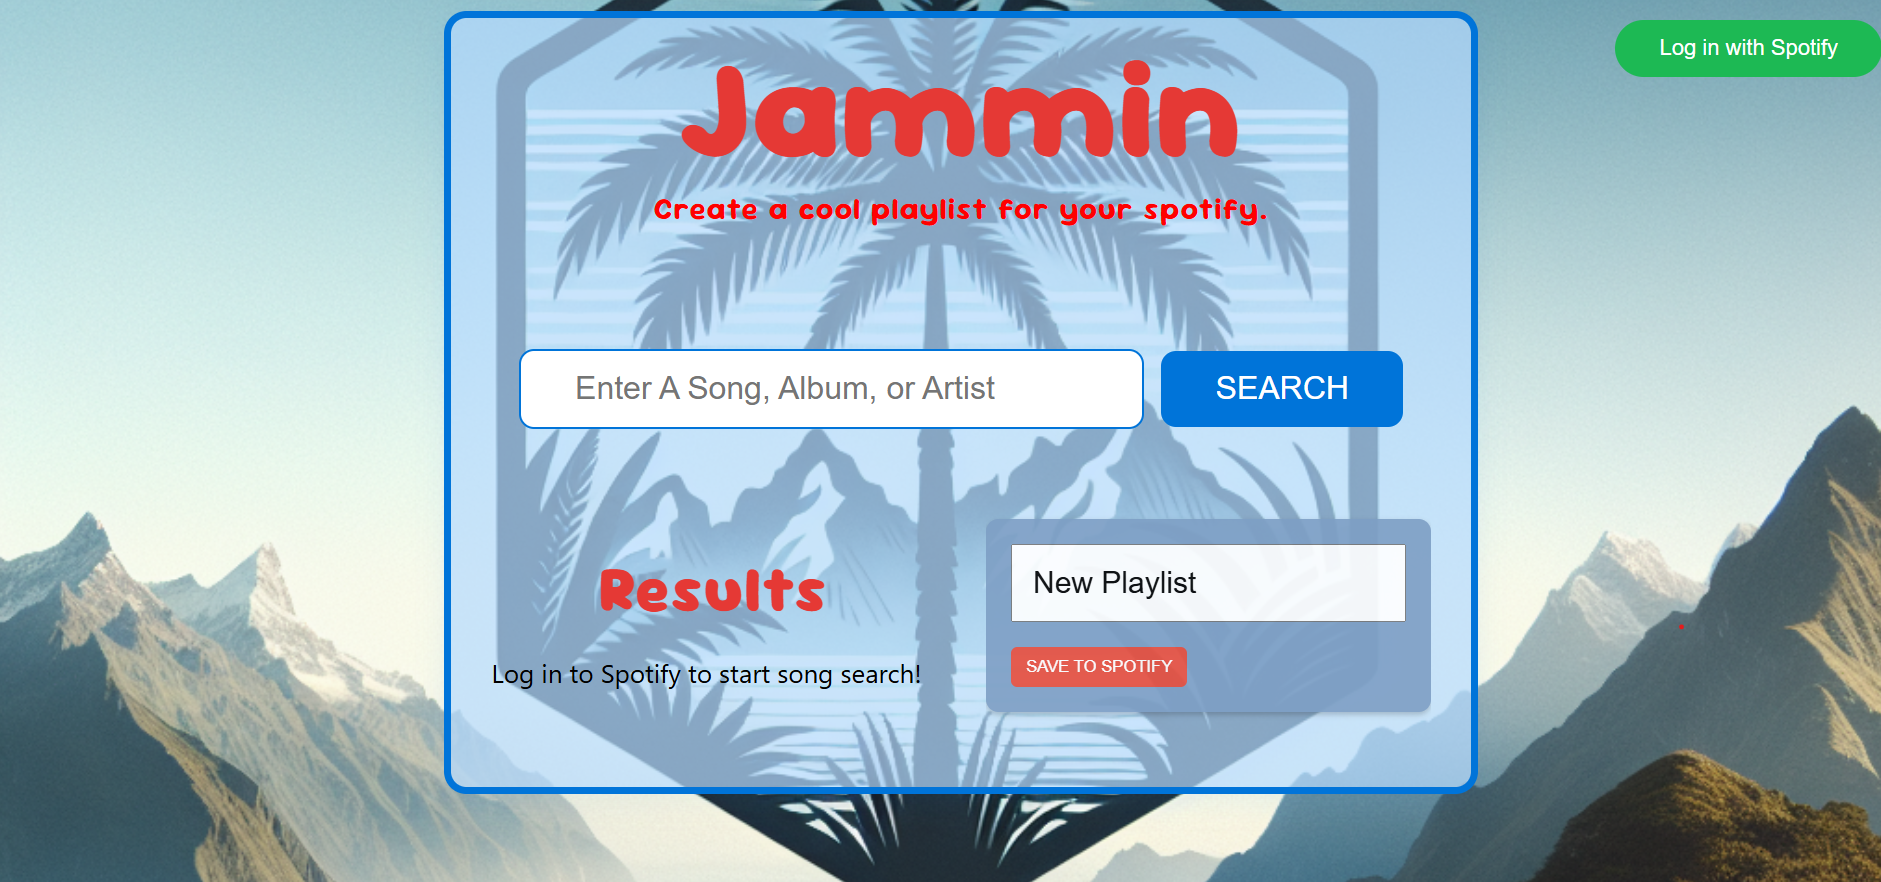 Log in with Spotify
Jammin
Create a cool playlist for your spotify.
Enter A Song, Album, or Artist
SEARCH
Results
Log in to Spotify to start song search!
New Playlist
SAVE TO SPOTIFY